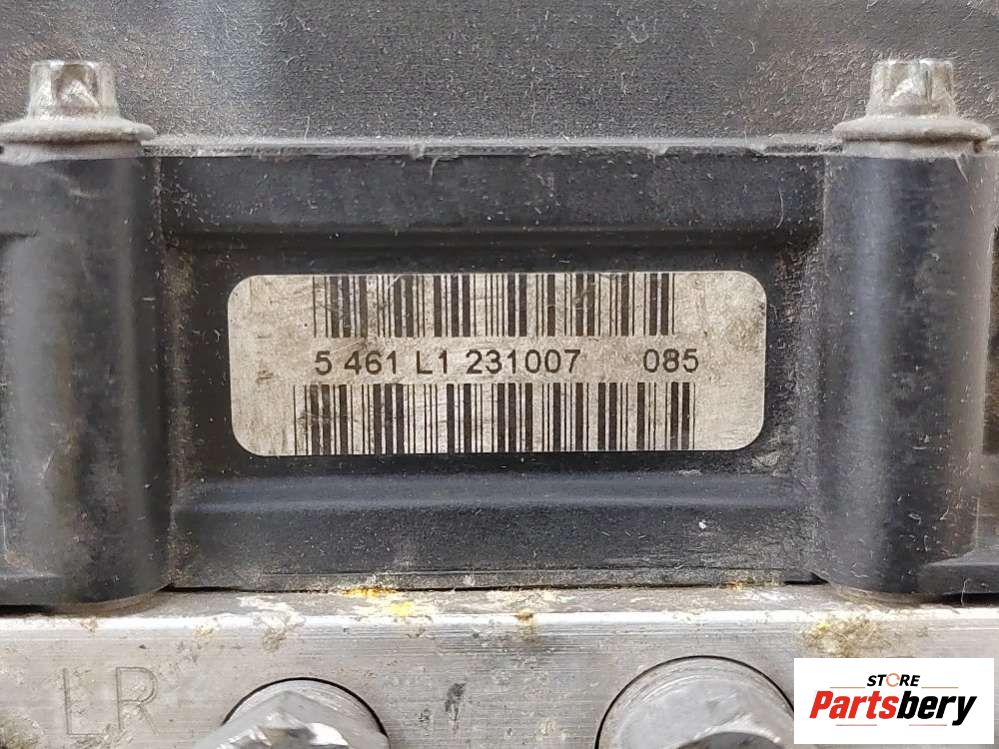 5 461 L1 231007 085
LR
STORE
Partsbery